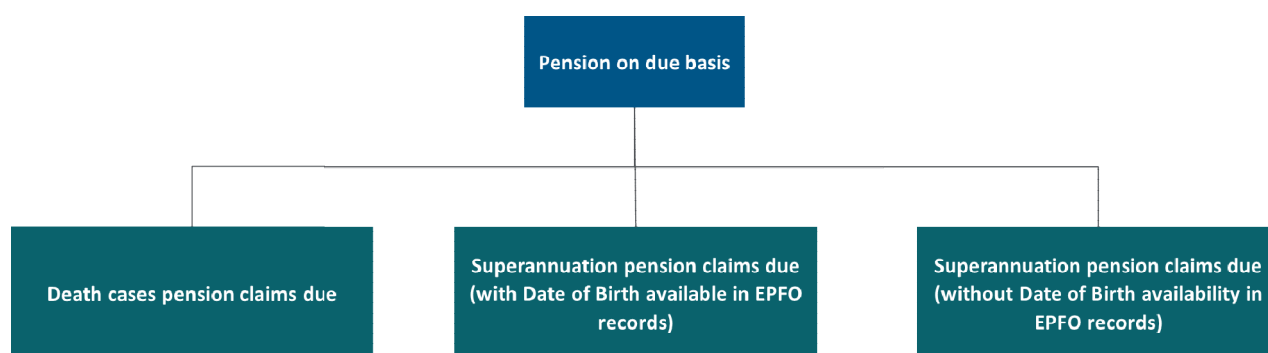 Pension on due basis
Death cases pension claims due
Superannuation pension claims due
(with Date of Birth available in EPFO
records)
Superannuation pension claims due
(without Date of Birth availability in
EPFO records)